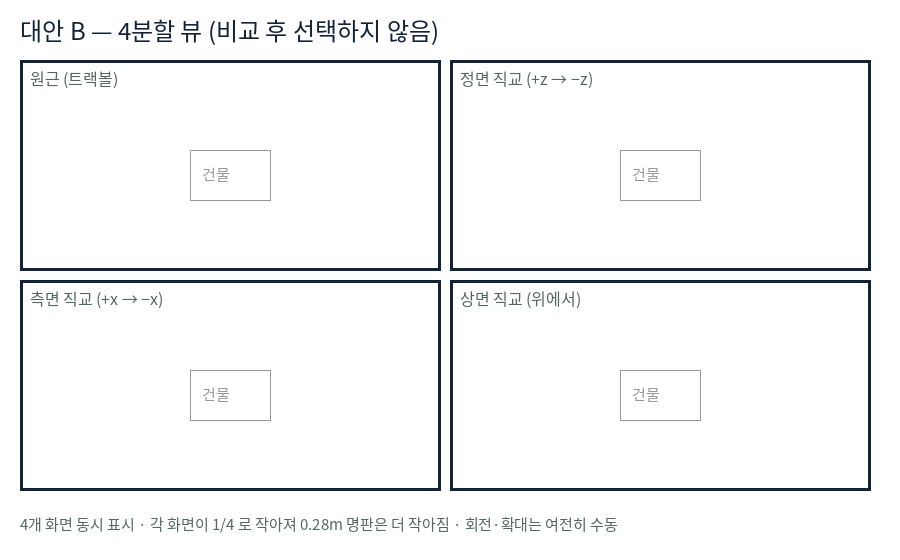 대안 B — 4분할 뷰 (비교 후 선택하지 않음)
원근 (트랙볼)
정면 직교 (+z → −z)
건물
건물
측면 직교 (+x → −x)
상면 직교 (위에서)
건물
건물
4개 화면 동시 표시 · 각 화면이 1/4 로 작아져 0.28m 명판은 더 작아짐 · 회전·확대는 여전히 수동